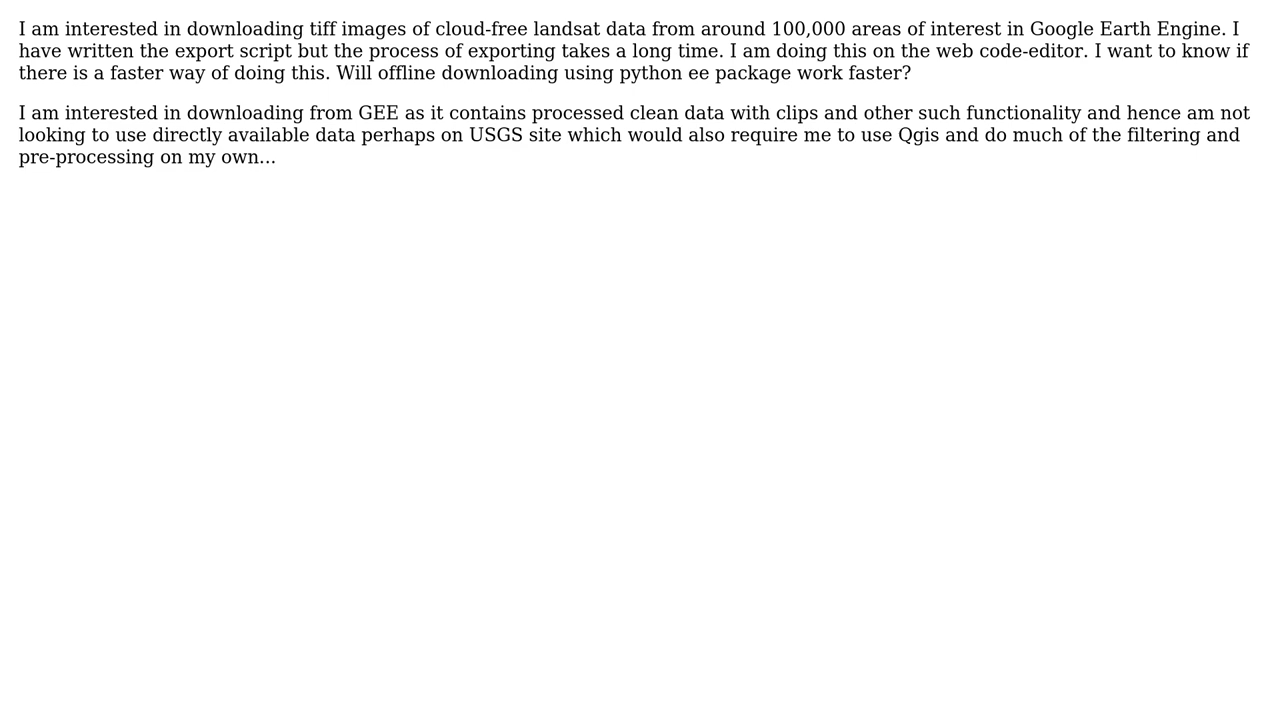 I am interested in downloading tiff images of cloud-free landsat data from around 100,000 areas of interest in Google Earth Engine. I
have written the export script but the process of exporting takes a long time. I am doing this on the web code-editor. I want to know if
there is a faster way of doing this. Will offline downloading using python ee package work faster?
I am interested in downloading from GEE as it contains processed clean data with clips and other such functionality and hence am not
looking to use directly available data perhaps on USGS site which would also require me to use Qgis and do much of the filtering and
pre-processing on my own...